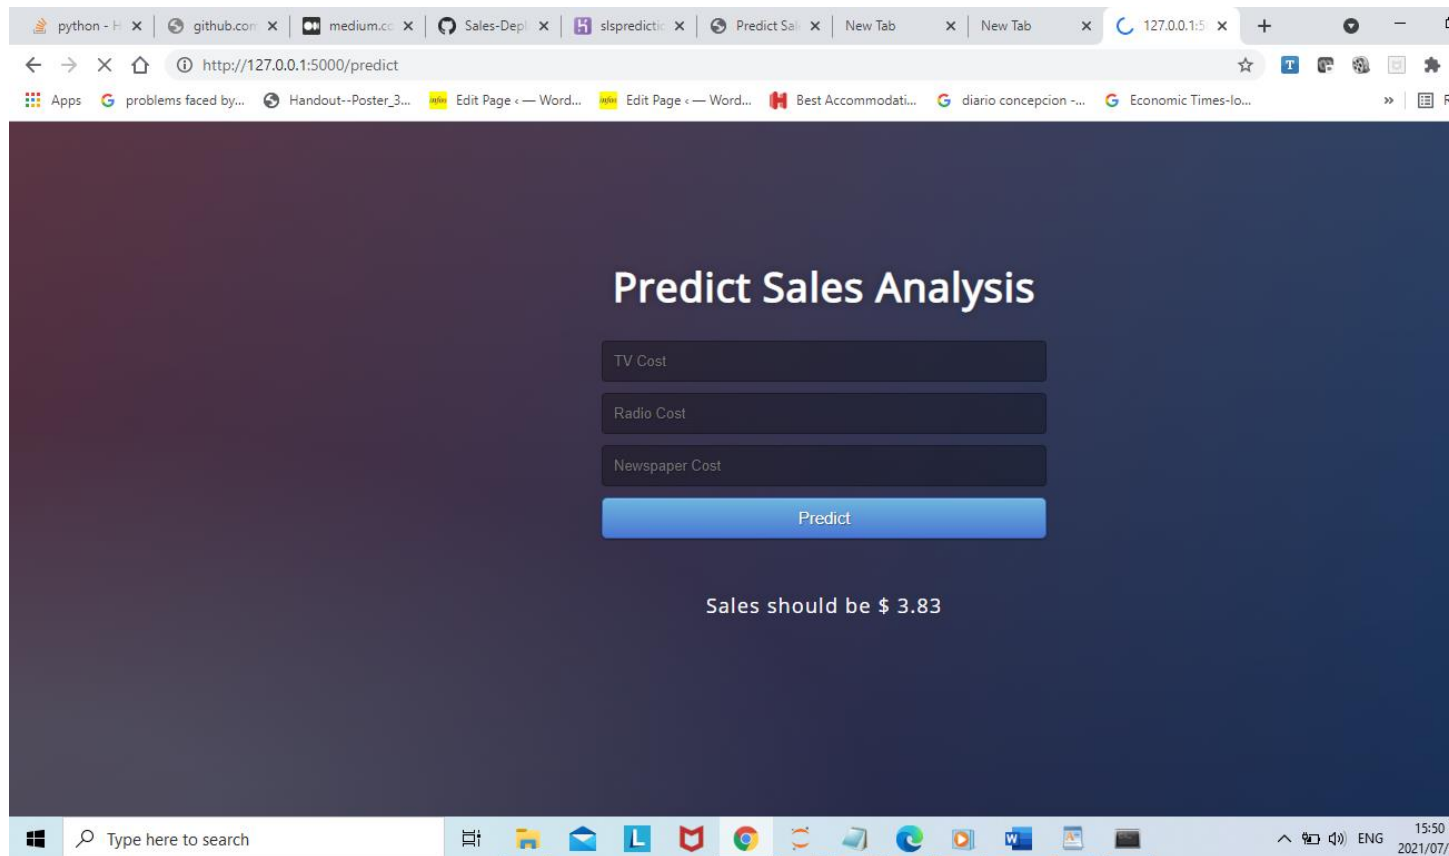 python - H github.com medium.co Sales-Depl slspredictic Predict Sal New Tab New Tab 127.0.0.1:5
http://127.0.0.1:5000/predict
Apps problems faced by... Handout--Poster_3... Edit Page ‹ — Word... Edit Page ‹ — Word... Best Accommodati... diario concepcion -... Economic Times-lo... » R
Predict Sales Analysis
TV Cost
Radio Cost
Newspaper Cost
Predict
Sales should be $ 3.83
Type here to search
ENG
15:50
2021/07/